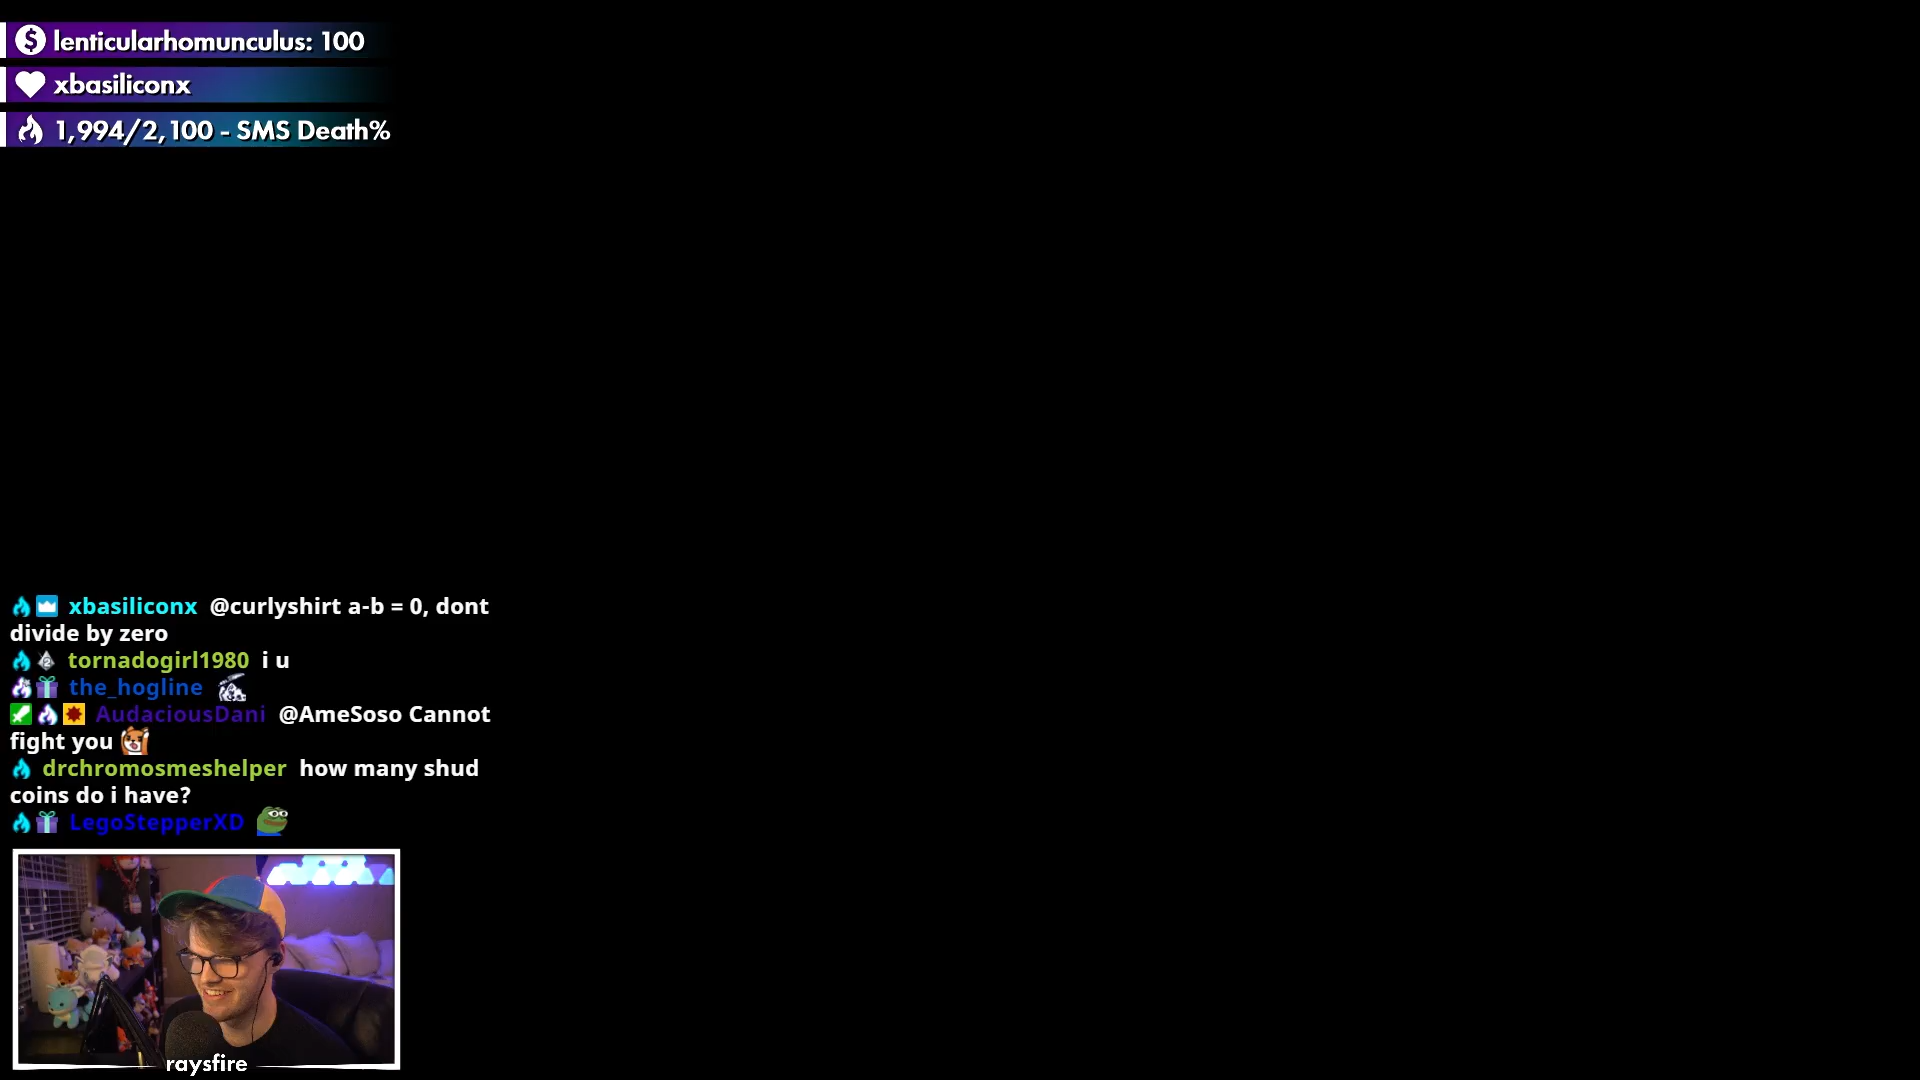 lenticularhomunculus: 100
xbasiliconx
1,994/2,100 - SMS Death%
xbasiliconx @curlyshirt a-b = 0, dont
divide by zero
tornadogirl1980 i u
the_hogline
AudaciousDani @AmeSoso Cannot
fight you
drchromosmeshelper how many shud
coins do i have?
LegoStepperXD
raysfire